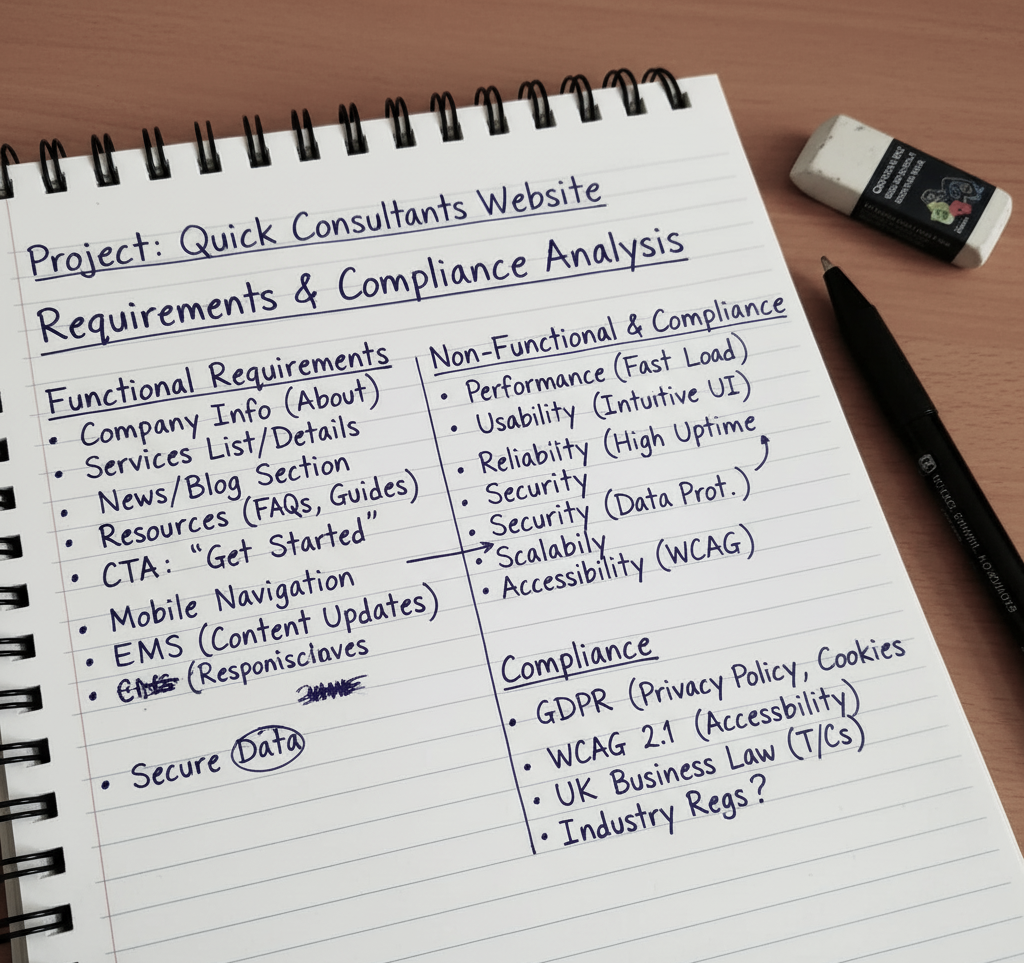 Project: Quick Consultants Website
Requirements & Compliance Analysis
Functional Requirements
• Company Info (About)
• Services List/Details
• News/Blog Section
• Resources (FAQs, Guides)
• CTA: “Get Started”
• Mobile Navigation
• EMS (Content Updates)
• (Responisclaves
• Secure Data
Non-Functional & Compliance
• Performance (Fast Load)
• Usability (Intuitive UI)
• Reliability (High Uptime
• Security
• Security (Data Prot.)
• Scalabily
• Accessibility (WCAG)
Compliance
• GDPR (Privacy Policy, Cookies
• WCAG 2.1 (Accessbility)
• UK Business Law (T/Cs)
• Industry Regs?